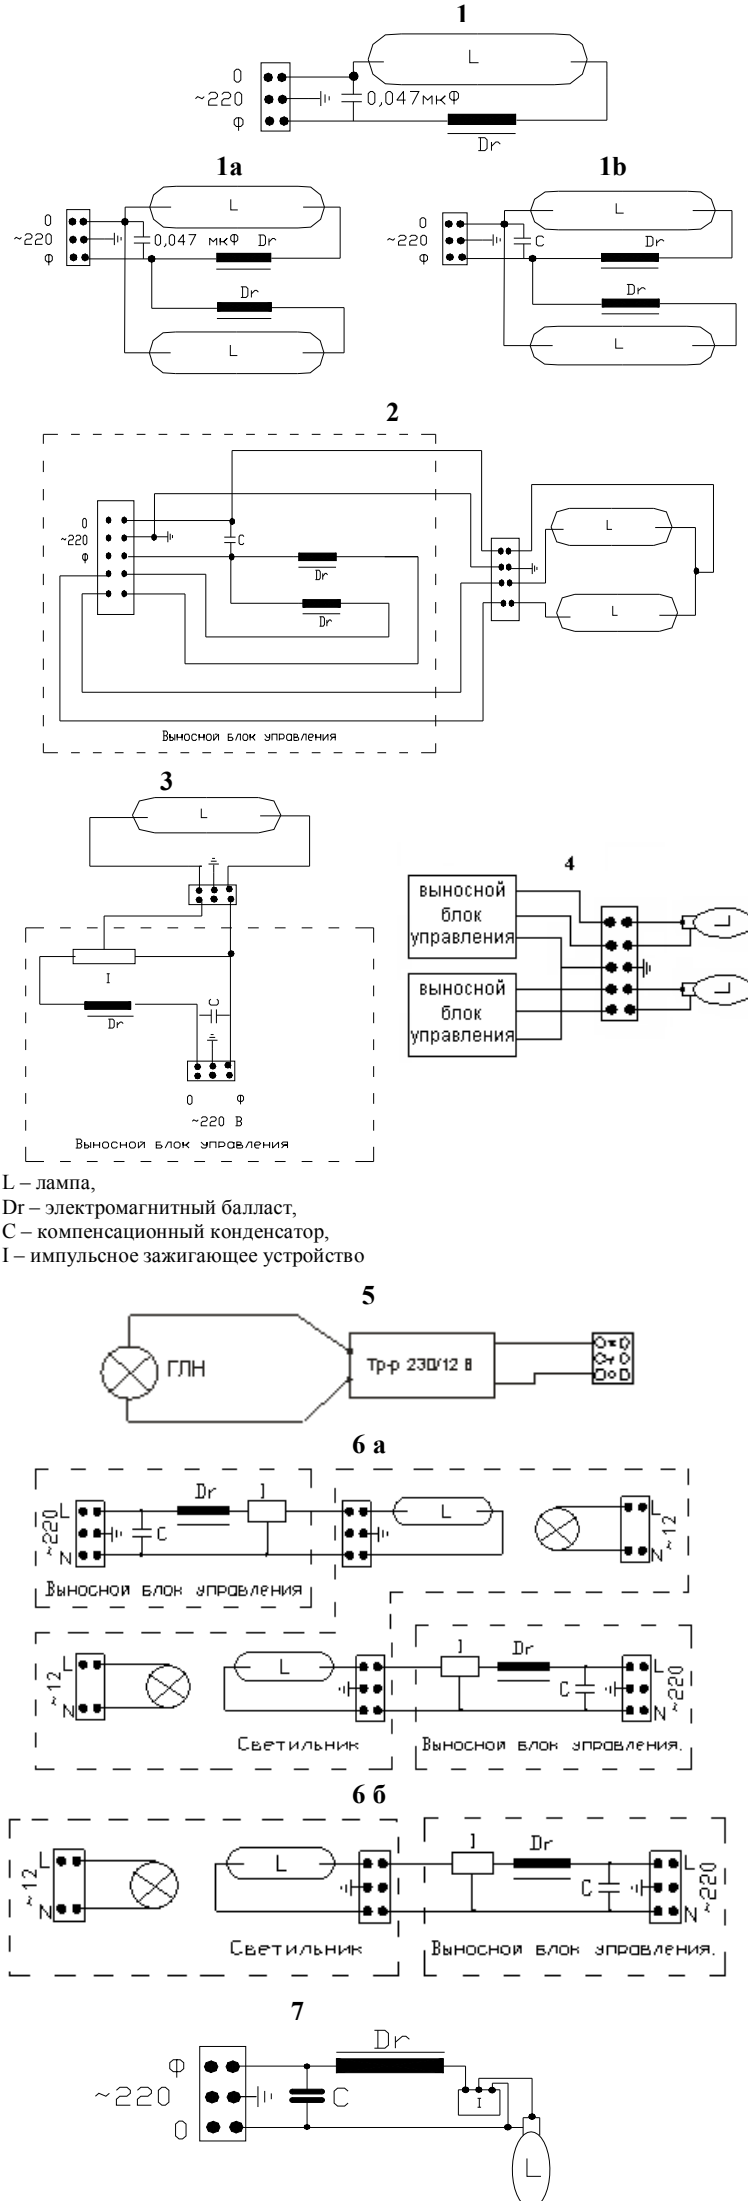 1
L
0
~220
0,047мкФ
Ф
Dr
1а
1b
L
0
~220
0,047 мкФ Dr
Ф
Dr
L
L
0
~220
C
Dr
Ф
Dr
L
2
0
~220
C
Ф
Dr
Dr
L
L
Выносной блок управления
3
L
I
Dr
C
0 Ф
~220 В
Выносной блок управления
4
выносной
блок
управления
L
выносной
блок
управления
L
L – лампа,
Dr – электромагнитный балласт,
C – компенсационный конденсатор,
I – импульсное зажигающее устройство
5
ГЛН
Тр-р 230/12 В
6 а
L
~220
N
C
Dr
I
L
L
~12
N
Выносной блок управления
L
~12
N
L
I
Dr
C
L
~220
N
Светильник
Выносной блок управления.
6 б
L
~12
N
L
I
Dr
C
L
~220
N
Светильник
Выносной блок управления.
7
Dr
Ф
~220
C
I
0
L